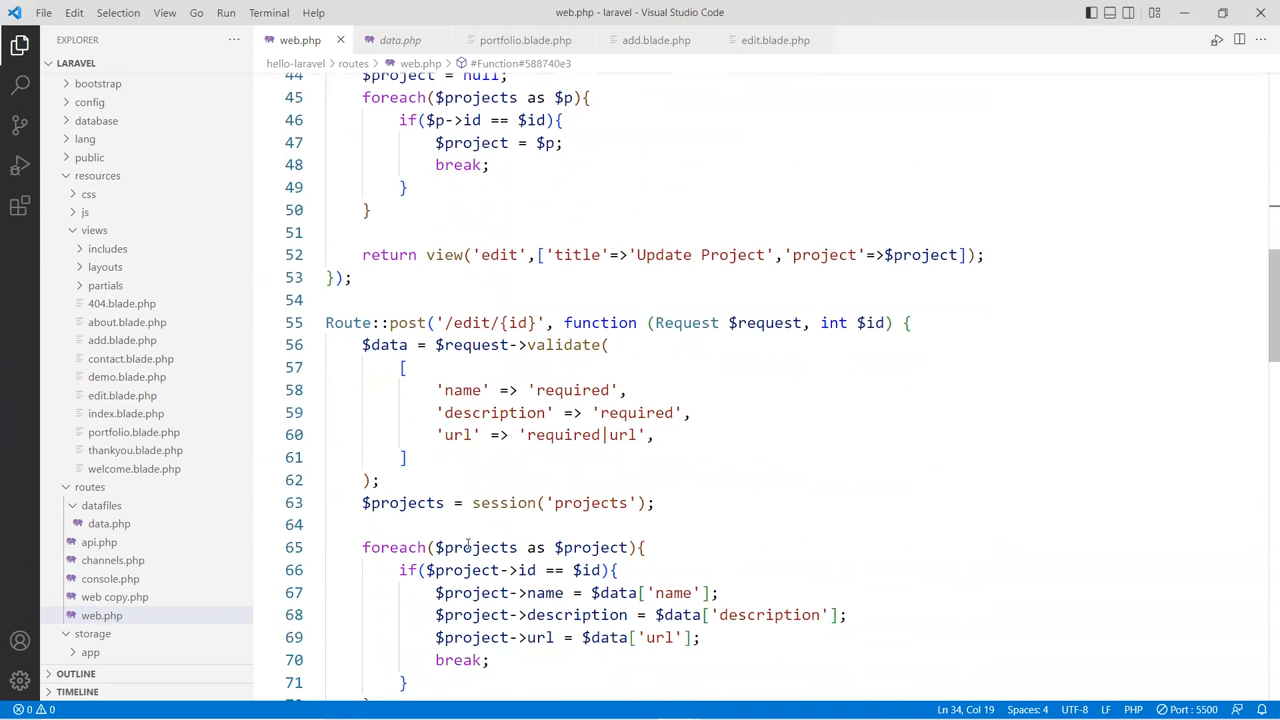 File Edit Selection View Go Run Terminal Help
web.php - laravel - Visual Studio Code
EXPLORER
web.php
data.php
portfolio.blade.php
add.blade.php
edit.blade.php
hello-laravel > routes > web.php > #Function#588740e3
LARAVEL
bootstrap
config
database
lang
public
resources
css
js
views
includes
layouts
partials
404.blade.php
about.blade.php
add.blade.php
contact.blade.php
demo.blade.php
edit.blade.php
index.blade.php
portfolio.blade.php
thankyou.blade.php
welcome.blade.php
routes
datafiles
data.php
api.php
channels.php
console.php
web copy.php
web.php
storage
app
OUTLINE
TIMELINE
44 $project = null;
45 foreach($projects as $p){
46 if($p->id == $id){
47 $project = $p;
48 break;
49 }
50 }
51
52 return view('edit',['title'=>'Update Project','project'=>$project]);
53 });
54
55 Route::post('/edit/{id}', function (Request $request, int $id) {
56 $data = $request->validate(
57 [
58 'name' => 'required',
59 'description' => 'required',
60 'url' => 'required|url',
61 ]
62 );
63 $projects = session('projects');
64
65 foreach($projects as $project){
66 if($project->id == $id){
67 $project->name = $data['name'];
68 $project->description = $data['description'];
69 $project->url = $data['url'];
70 break;
71 }
0 0
Ln 34, Col 19 Spaces: 4 UTF-8 LF PHP Port : 5500